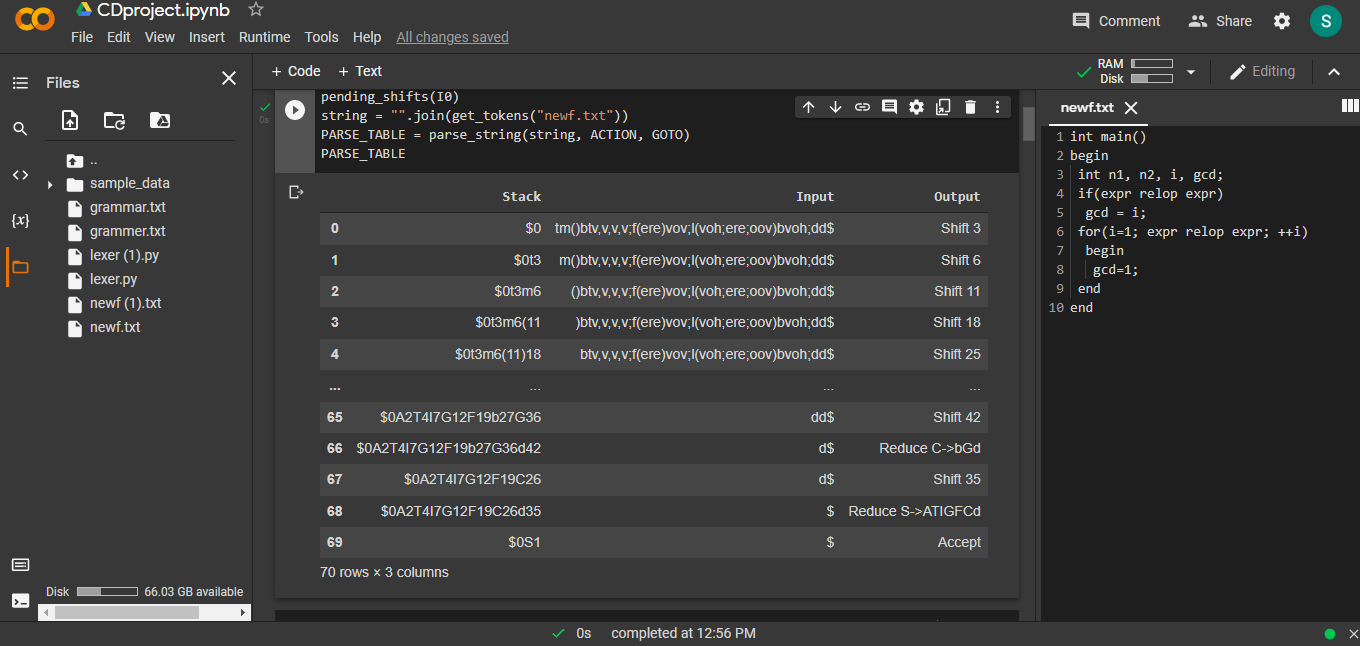 CDproject.ipynb
File Edit View Insert Runtime Tools Help All changes saved
Comment Share S
Files
+ Code + Text
RAM
Disk
Editing
..
sample_data
grammar.txt
grammer.txt
lexer (1).py
lexer.py
newf (1).txt
newf.txt
Disk 66.03 GB available
0s
pending_shifts(I0)
string = "".join(get_tokens("newf.txt"))
PARSE_TABLE = parse_string(string, ACTION, GOTO)
PARSE_TABLE
Stack Input Output
0 $0 tm()btv,v,v,v;f(ere)vov;l(voh;ere;oov)bvoh;dd$ Shift 3
1 $0t3 m()btv,v,v,v;f(ere)vov;l(voh;ere;oov)bvoh;dd$ Shift 6
2 $0t3m6 ()btv,v,v,v;f(ere)vov;l(voh;ere;oov)bvoh;dd$ Shift 11
3 $0t3m6(11 )btv,v,v,v;f(ere)vov;l(voh;ere;oov)bvoh;dd$ Shift 18
4 $0t3m6(11)18 btv,v,v,v;f(ere)vov;l(voh;ere;oov)bvoh;dd$ Shift 25
... ... ... ...
65 $0A2T4I7G12F19b27G36 dd$ Shift 42
66 $0A2T4I7G12F19b27G36d42 d$ Reduce C->bGd
67 $0A2T4I7G12F19C26 d$ Shift 35
68 $0A2T4I7G12F19C26d35 $ Reduce S->ATIGFCd
69 $0S1 $ Accept
70 rows × 3 columns
newf.txt
1 int main()
2 begin
3 int n1, n2, i, gcd;
4 if(expr relop expr)
5 gcd = i;
6 for(i=1; expr relop expr; ++i)
7 begin
8 gcd=1;
9 end
10 end
0s completed at 12:56 PM